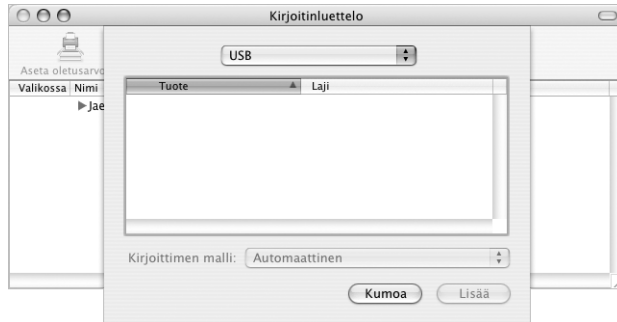 Kirjoitinluettelo
USB
Aseta oletusarvo
Valikossa Nimi Tuote Laji
Jae
Kirjoittimen malli: Automaattinen
Kumoa Lisää